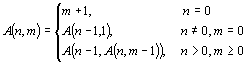 A(n,m) = { m+1, n = 0
A(n-1,1), n ≠ 0, m = 0
A(n-1, A(n,m-1)), n > 0, m ≥ 0